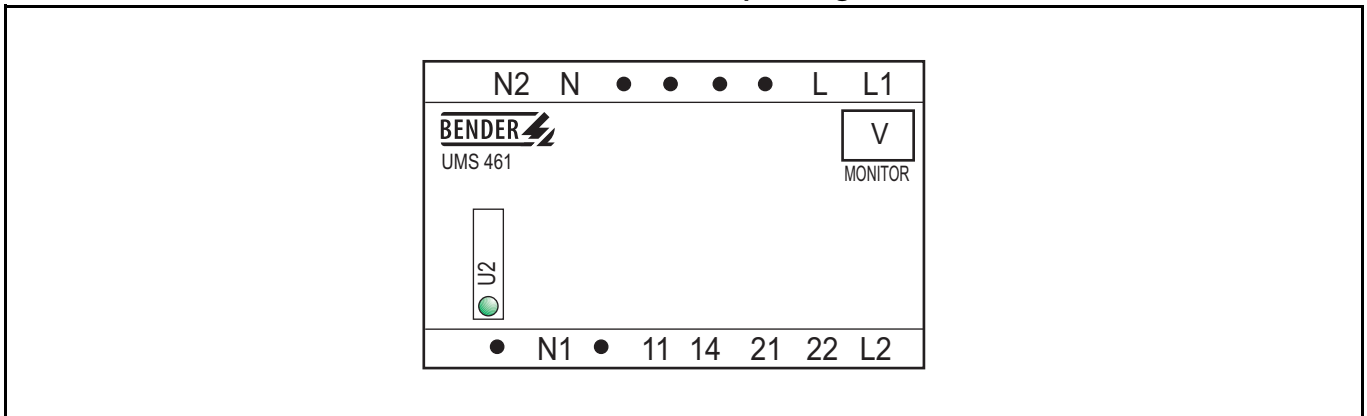 N2 N ● ● ● ● L L1
BENDER
UMS 461
V
MONITOR
U2
● N1 ● 11 14 21 22 L2